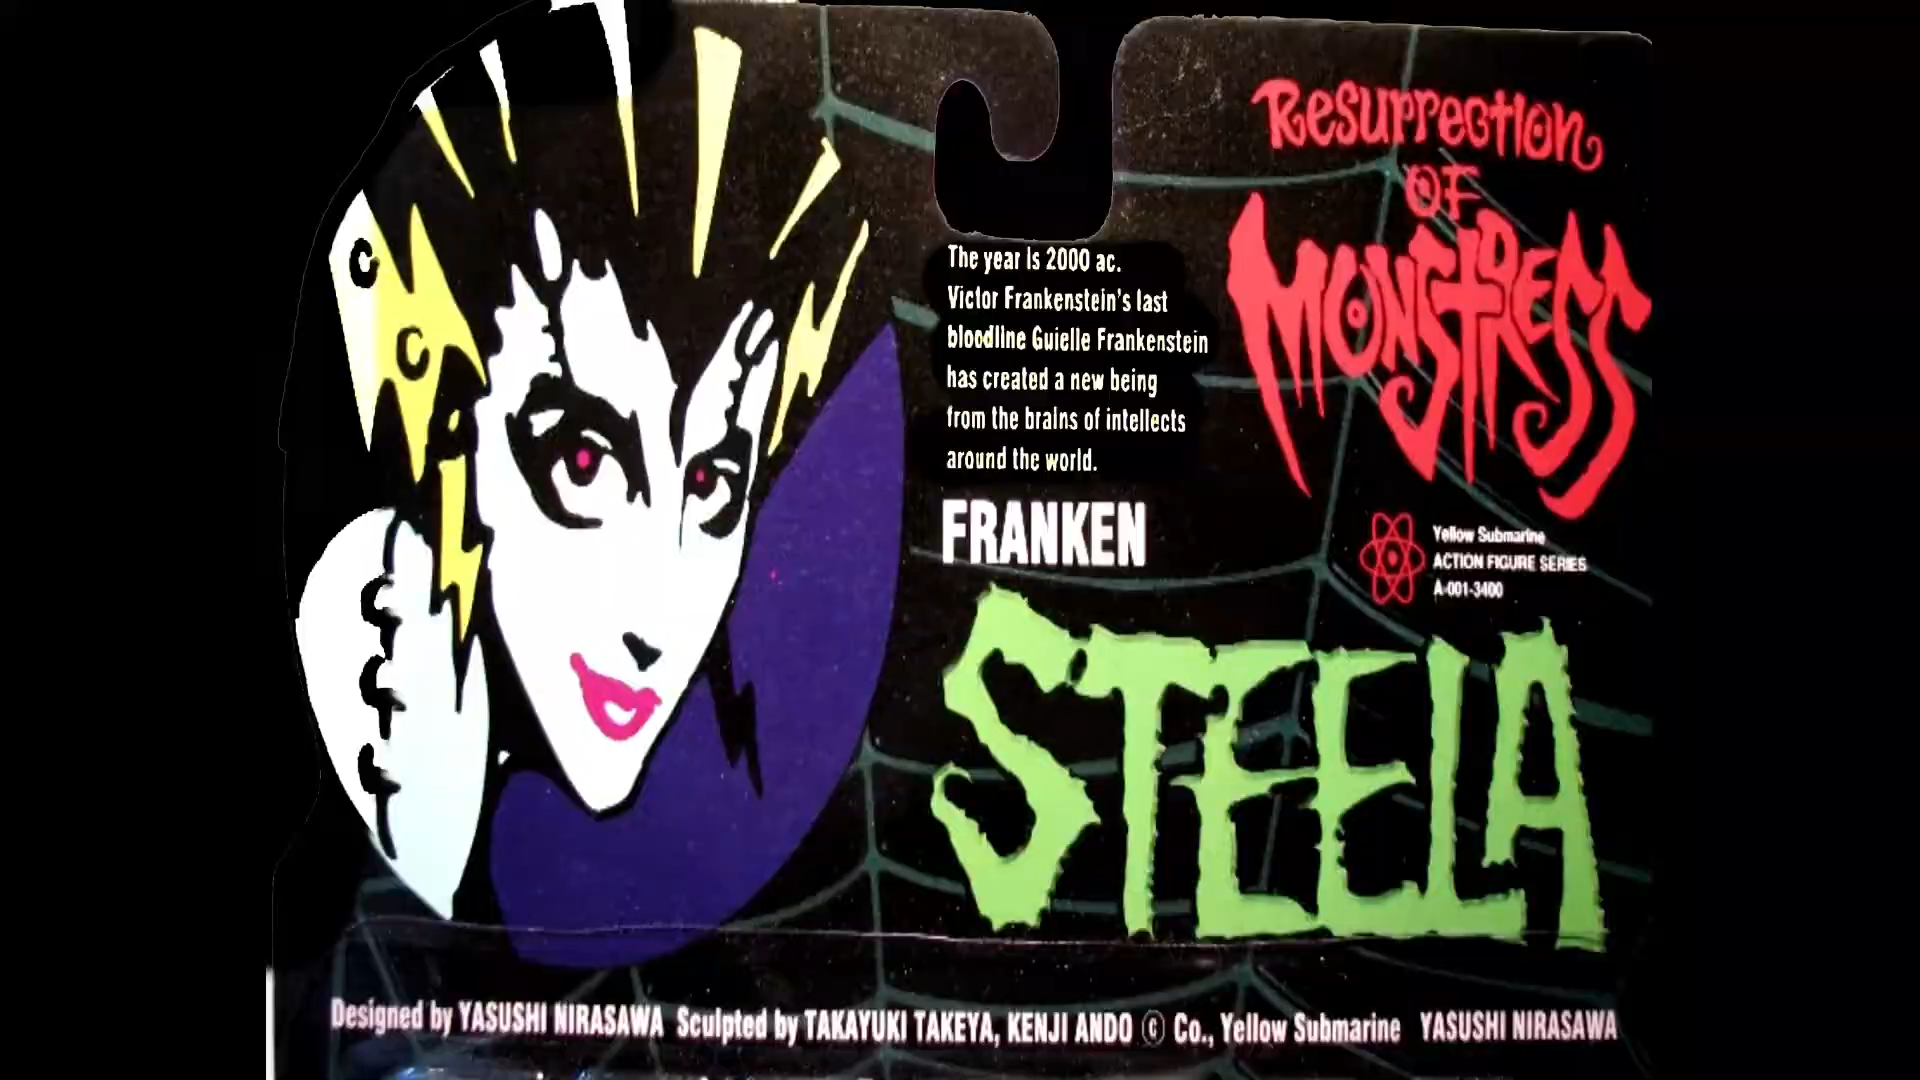 Resurrection
OF
MONSTRESS
The year is 2000 ac.
Victor Frankenstein's last
bloodline Guielle Frankenstein
has created a new being
from the brains of intellects
around the world.
FRANKEN
STEELA
Yellow Submarine
ACTION FIGURE SERIES
A-001-3400
Designed by YASUSHI NIRASAWA Sculpted by TAKAYUKI TAKEYA, KENJI ANDO © Co., Yellow Submarine YASUSHI NIRASAWA